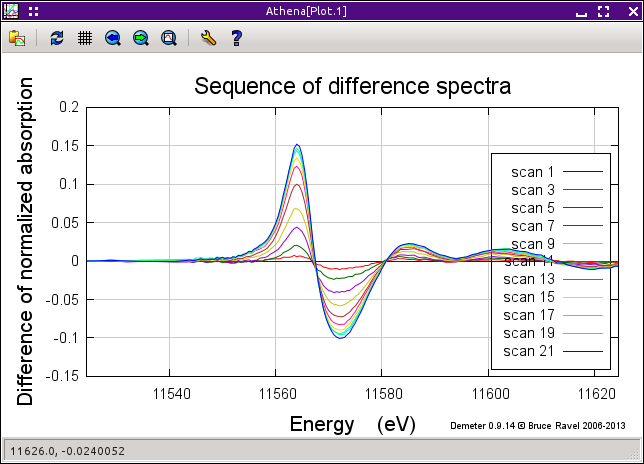 Athena[Plot.1]
Sequence of difference spectra
Difference of normalized absorption
0.2
0.15
0.1
0.05
0
-0.05
-0.1
-0.15
scan 1
scan 3
scan 5
scan 7
scan 9
scan 13
scan 15
scan 17
scan 19
scan 21
11540
11560
11580
11600
11620
Energy (eV)
Demeter 0.9.14 © Bruce Ravel 2006-2013
11626.0, -0.0240052